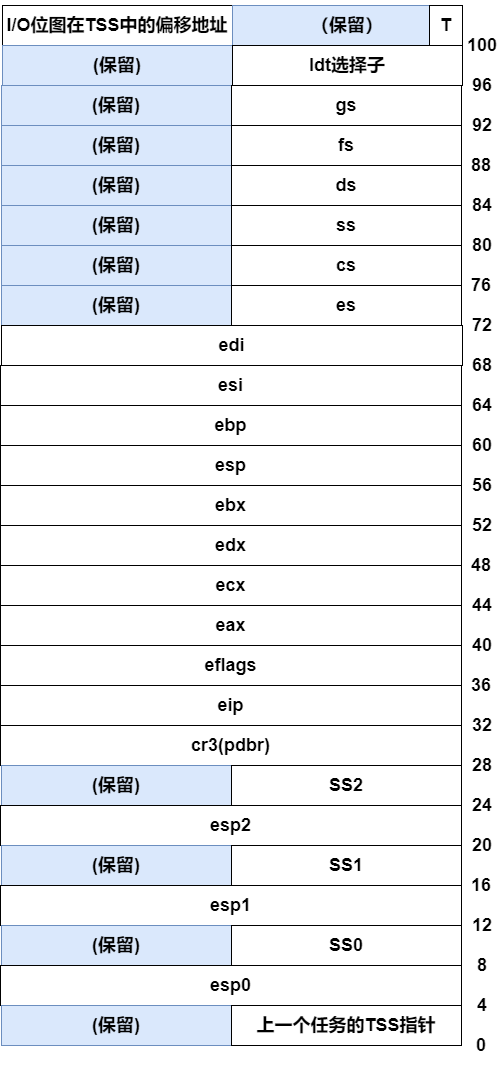 I/O位图在TSS中的偏移地址 （保留） T
100
(保留) ldt选择子
96
(保留) gs
92
(保留) fs
88
(保留) ds
84
(保留) ss
80
(保留) cs
76
(保留) es
72
edi
68
esi
64
ebp
60
esp
56
ebx
52
edx
48
ecx
44
eax
40
eflags
36
eip
32
cr3(pdbr)
28
(保留) SS2
24
esp2
20
(保留) SS1
16
esp1
12
(保留) SS0
8
esp0
4
(保留) 上一个任务的TSS指针
0